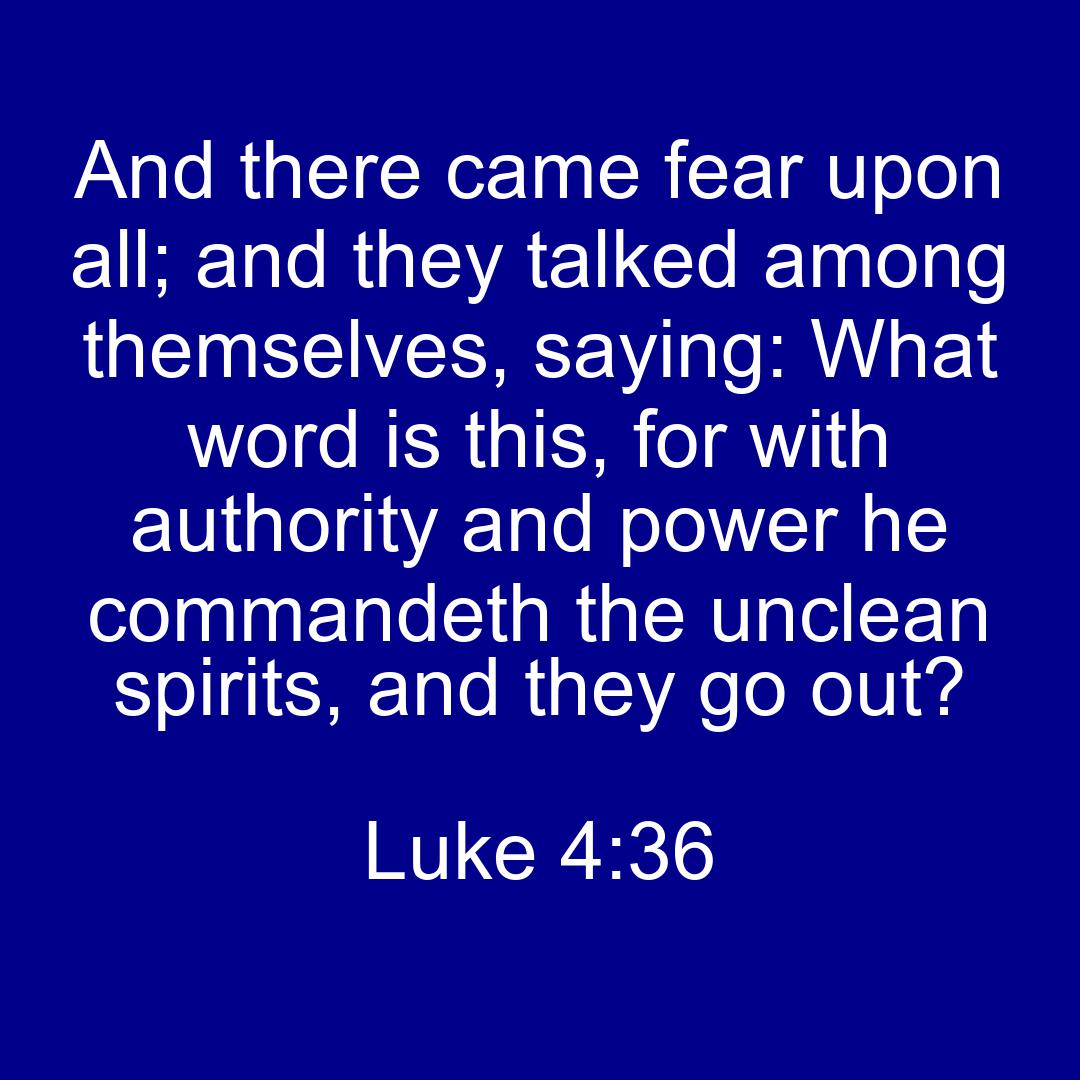 And there came fear upon
all; and they talked among
themselves, saying: What
word is this, for with
authority and power he
commandeth the unclean
spirits, and they go out?
Luke 4:36